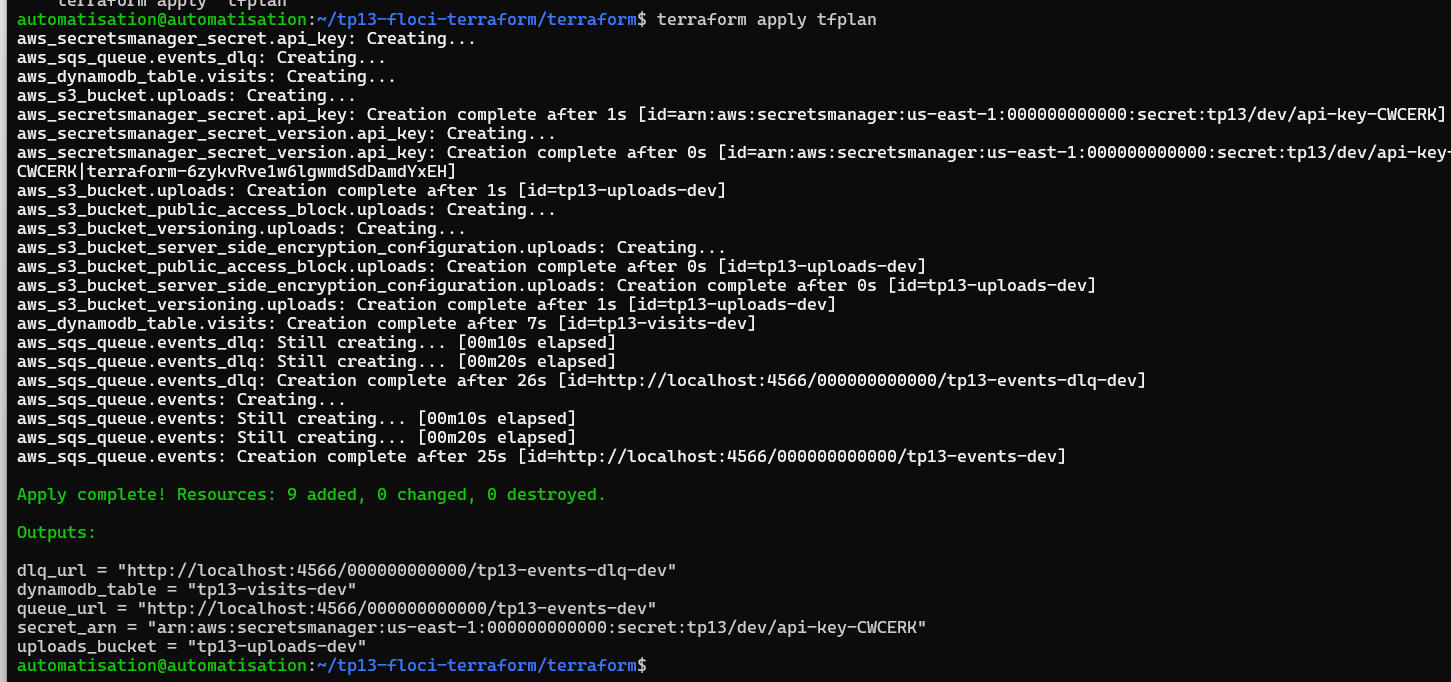 terraform apply tfplan
automatisation@automatisation:~/tp13-floci-terraform/terraform$ terraform apply tfplan
aws_secretsmanager_secret.api_key: Creating...
aws_sqs_queue.events_dlq: Creating...
aws_dynamodb_table.visits: Creating...
aws_s3_bucket.uploads: Creating...
aws_secretsmanager_secret.api_key: Creation complete after 1s [id=arn:aws:secretsmanager:us-east-1:000000000000:secret:tp13/dev/api-key-CWCERK]
aws_secretsmanager_secret_version.api_key: Creating...
aws_secretsmanager_secret_version.api_key: Creation complete after 0s [id=arn:aws:secretsmanager:us-east-1:000000000000:secret:tp13/dev/api-key-
CWCERK|terraform-6zykvRve1w6lgwmdSdDamdYxEH]
aws_s3_bucket.uploads: Creation complete after 1s [id=tp13-uploads-dev]
aws_s3_bucket_public_access_block.uploads: Creating...
aws_s3_bucket_versioning.uploads: Creating...
aws_s3_bucket_server_side_encryption_configuration.uploads: Creating...
aws_s3_bucket_public_access_block.uploads: Creation complete after 0s [id=tp13-uploads-dev]
aws_s3_bucket_server_side_encryption_configuration.uploads: Creation complete after 0s [id=tp13-uploads-dev]
aws_s3_bucket_versioning.uploads: Creation complete after 1s [id=tp13-uploads-dev]
aws_dynamodb_table.visits: Creation complete after 7s [id=tp13-visits-dev]
aws_sqs_queue.events_dlq: Still creating... [00m10s elapsed]
aws_sqs_queue.events_dlq: Still creating... [00m20s elapsed]
aws_sqs_queue.events_dlq: Creation complete after 26s [id=http://localhost:4566/000000000000/tp13-events-dlq-dev]
aws_sqs_queue.events: Creating...
aws_sqs_queue.events: Still creating... [00m10s elapsed]
aws_sqs_queue.events: Still creating... [00m20s elapsed]
aws_sqs_queue.events: Creation complete after 25s [id=http://localhost:4566/000000000000/tp13-events-dev]
Apply complete! Resources: 9 added, 0 changed, 0 destroyed.
Outputs:
dlq_url = "http://localhost:4566/000000000000/tp13-events-dlq-dev"
dynamodb_table = "tp13-visits-dev"
queue_url = "http://localhost:4566/000000000000/tp13-events-dev"
secret_arn = "arn:aws:secretsmanager:us-east-1:000000000000:secret:tp13/dev/api-key-CWCERK"
uploads_bucket = "tp13-uploads-dev"
automatisation@automatisation:~/tp13-floci-terraform/terraform$